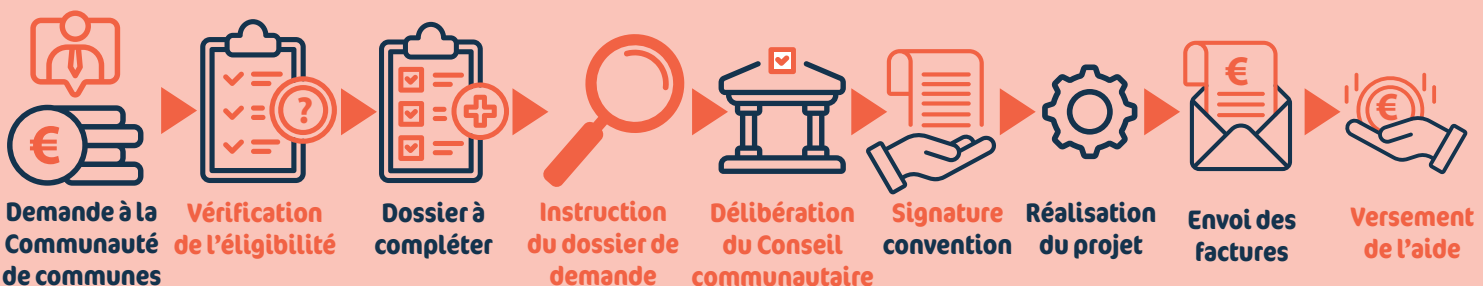 Demande à la
Communauté
de communes
Vérification
de l'éligibilité
Dossier à
compléter
Instruction
du dossier de
demande
Délibération
du Conseil
communautaire
Signature
convention
Réalisation
du projet
Envoi des
factures
Versement
de l'aide